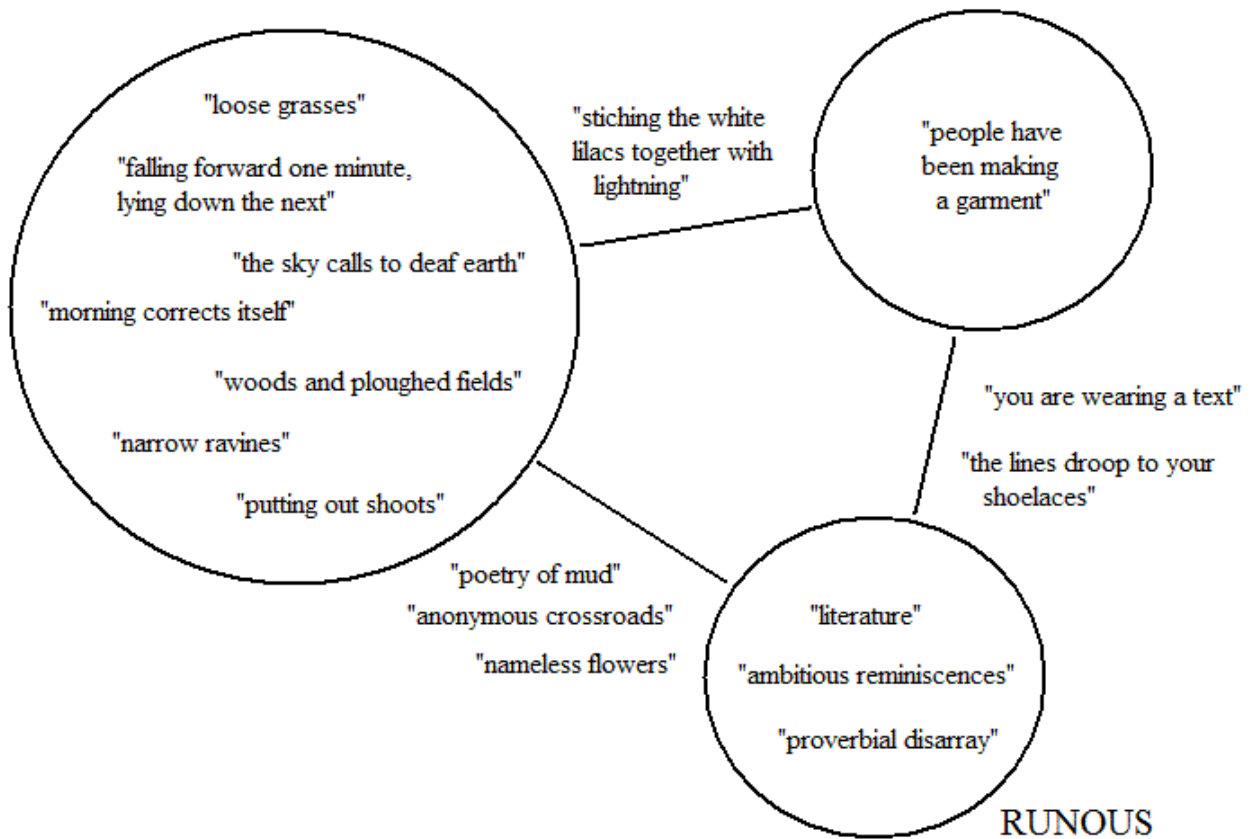 "loose grasses"
"falling forward one minute,
lying down the next"
"the sky calls to deaf earth"
"morning corrects itself"
"woods and ploughed fields"
"narrow ravines"
"putting out shoots"
"stiching the white
lilacs together with
lightning"
"people have
been making
a garment"
"you are wearing a text"
"the lines droop to your
shoelaces"
"poetry of mud"
"anonymous crossroads"
"nameless flowers"
"literature"
"ambitious reminiscences"
"proverbial disarray"
RUNOUS